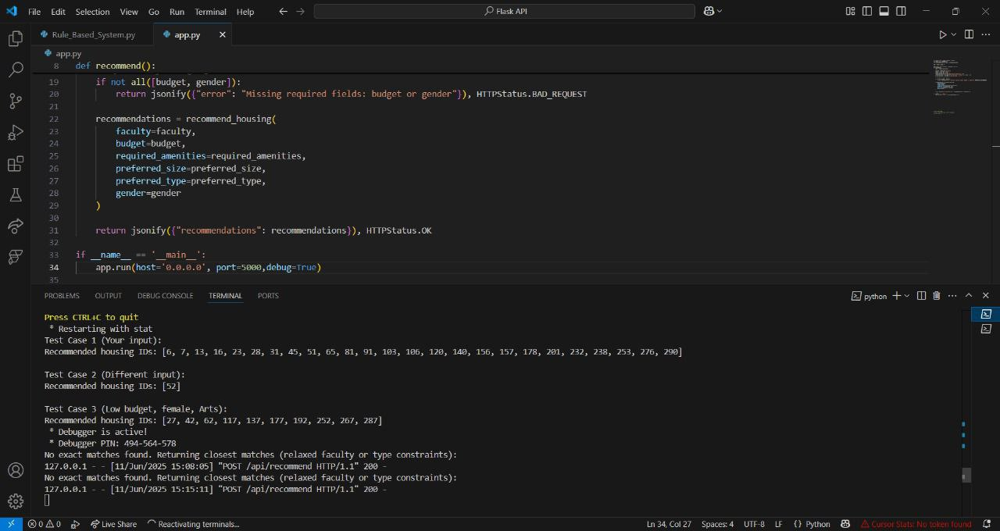 File Edit Selection View Go Run Terminal Help Flask API
Rule_Based_System.py app.py
app.py
8 def recommend():
19 if not all([budget, gender]):
20 return jsonify({"error": "Missing required fields: budget or gender"}), HTTPStatus.BAD_REQUEST
21
22 recommendations = recommend_housing(
23 faculty=faculty,
24 budget=budget,
25 required_amenities=required_amenities,
26 preferred_size=preferred_size,
27 preferred_type=preferred_type,
28 gender=gender
29 )
30
31 return jsonify({"recommendations": recommendations}), HTTPStatus.OK
32
33 if __name__ == '__main__':
34 app.run(host='0.0.0.0', port=5000,debug=True)
35
PROBLEMS OUTPUT DEBUG CONSOLE TERMINAL PORTS python
Press CTRL+C to quit
* Restarting with stat
Test Case 1 (Your input):
Recommended housing IDs: [6, 7, 13, 16, 23, 28, 31, 45, 51, 65, 81, 91, 103, 106, 120, 140, 156, 157, 178, 201, 232, 238, 253, 276, 290]
Test Case 2 (Different input):
Recommended housing IDs: [52]
Test Case 3 (Low budget, female, Arts):
Recommended housing IDs: [27, 42, 62, 117, 137, 177, 192, 252, 267, 287]
* Debugger is active!
* Debugger PIN: 494-564-578
No exact matches found. Returning closest matches (relaxed faculty or type constraints):
127.0.0.1 - - [11/Jun/2025 15:08:05] "POST /api/recommend HTTP/1.1" 200 -
No exact matches found. Returning closest matches (relaxed faculty or type constraints):
127.0.0.1 - - [11/Jun/2025 15:15:11] "POST /api/recommend HTTP/1.1" 200 -
0 0 Live Share Reactivating terminals... Ln 34, Col 27 Spaces: 4 UTF-8 LF {} Python Cursor Stats: No token found